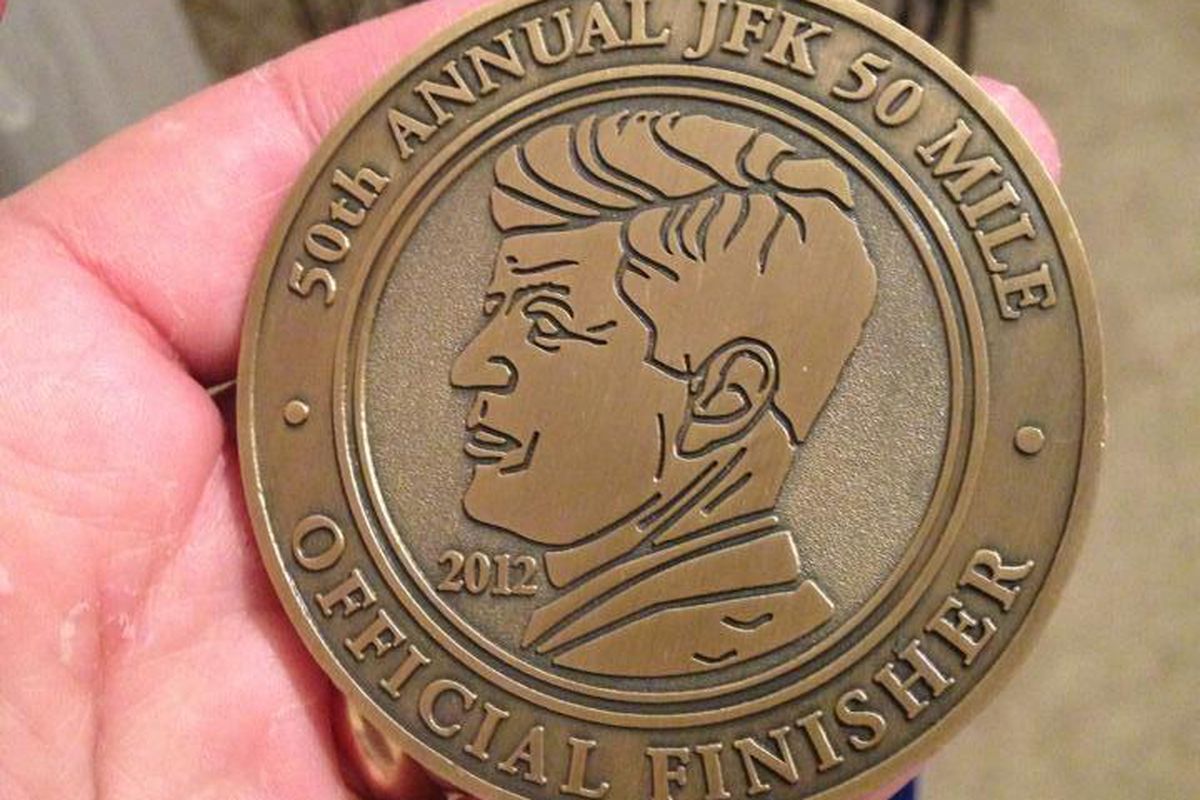 50th ANNUAL JFK 50 MILE
2012
OFFICIAL FINISHER